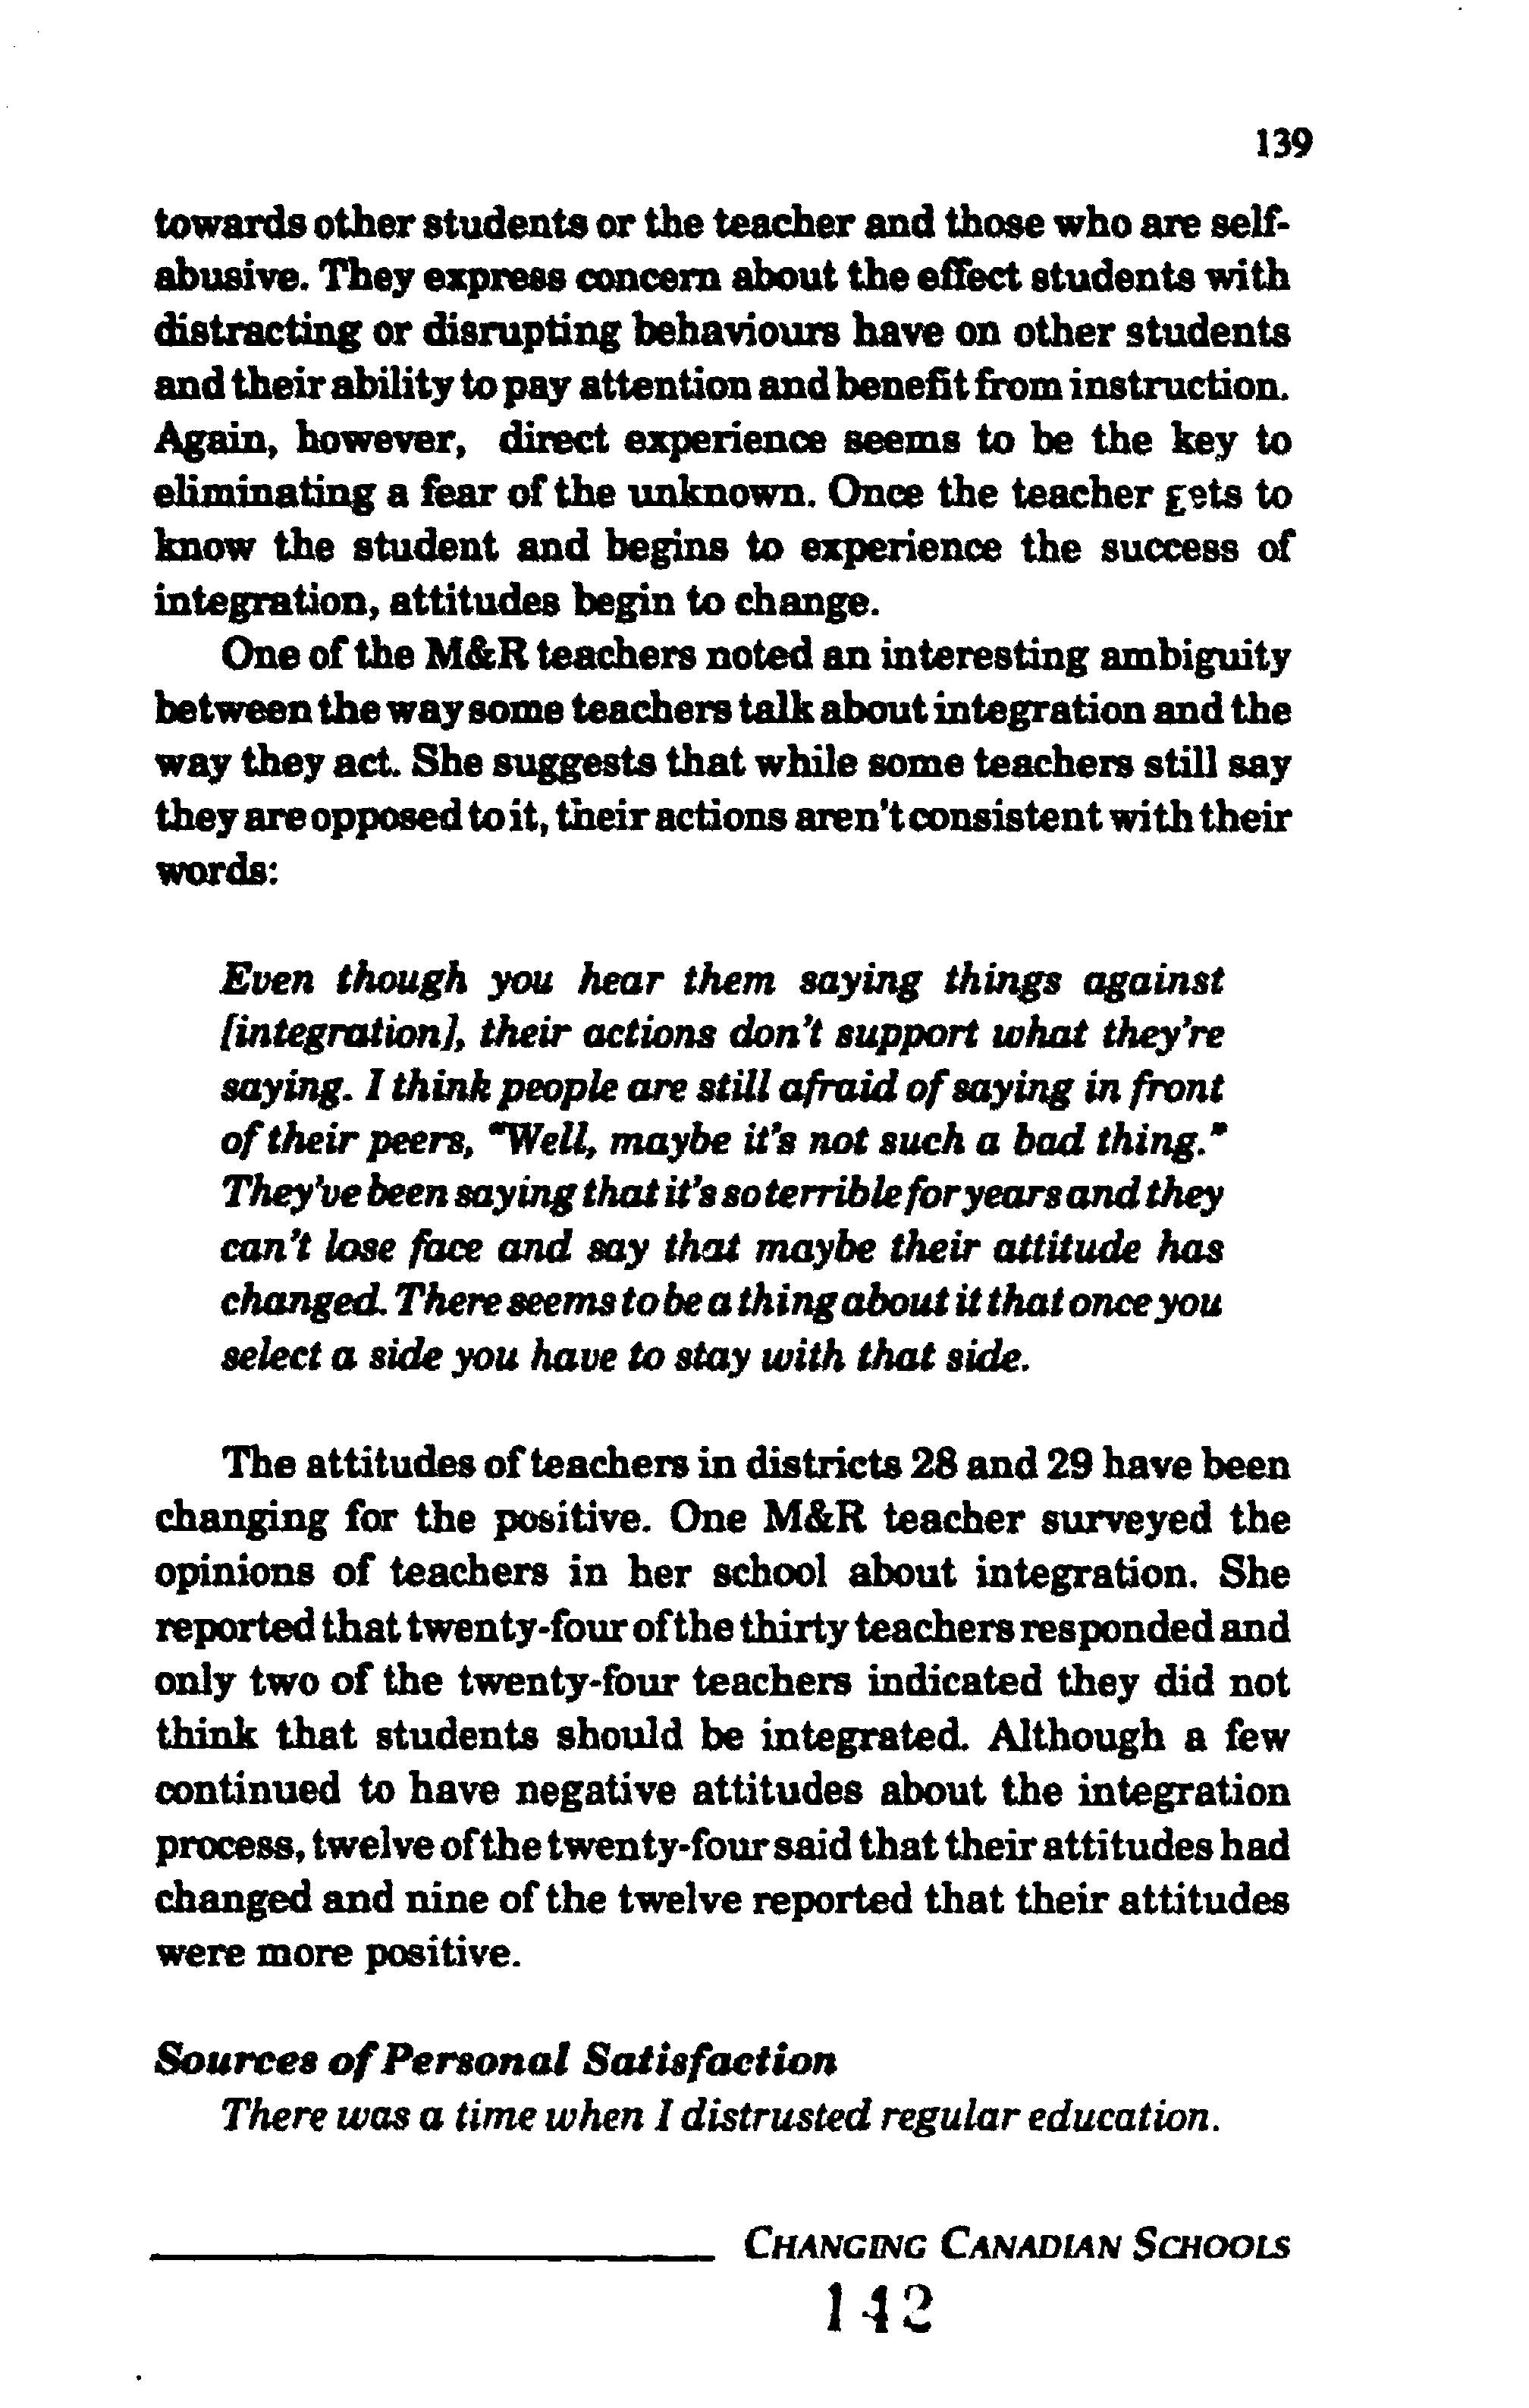 139
towards other students or the teacher and those who are self-
abusive. They express concern about the effect students with
distracting or disrupting behaviours have on other students
and their ability to pay attention and benefit from instruction.
Again, however, direct experience seems to be the key to
eliminating a fear of the unknown. Once the teacher gets to
know the student and begins to experience the success of
integration, attitudes begin to change.
One of the M&R teachers noted an interesting ambiguity
between the way some teachers talk about integration and the
way they act. She suggests that while some teachers still say
they are opposed to it, their actions aren't consistent with their
words:
Even though you hear them saying things against
[integration], their actions don't support what they're
saying. I think people are still afraid of saying in front
of their peers, "Well, maybe it's not such a bad thing."
They've been saying that it's so terrible for years and they
can't lose face and say that maybe their attitude has
changed. There seems to be a thing about it that once you
select a side you have to stay with that side.
The attitudes of teachers in districts 28 and 29 have been
changing for the positive. One M&R teacher surveyed the
opinions of teachers in her school about integration. She
reported that twenty-four of the thirty teachers responded and
only two of the twenty-four teachers indicated they did not
think that students should be integrated. Although a few
continued to have negative attitudes about the integration
process, twelve of the twenty-four said that their attitudes had
changed and nine of the twelve reported that their attitudes
were more positive.
Sources of Personal Satisfaction
There was a time when I distrusted regular education.
CHANGING CANADIAN SCHOOLS
142